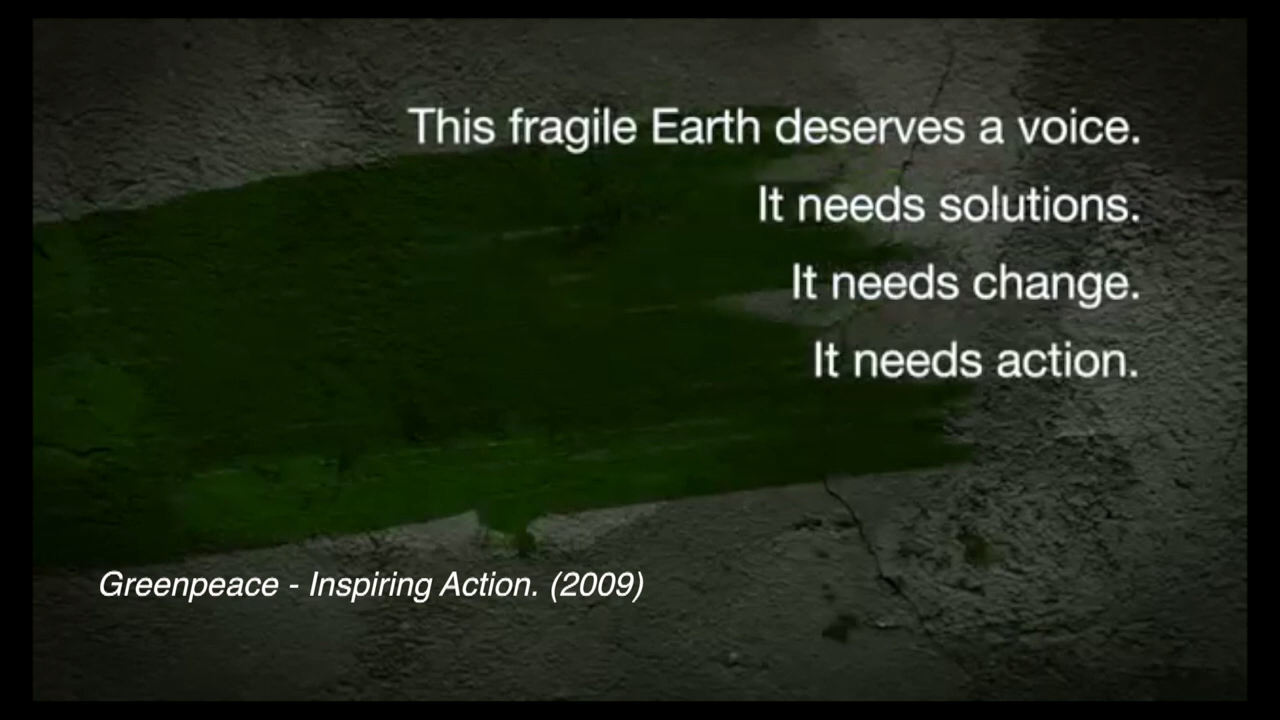 This fragile Earth deserves a voice.
It needs solutions.
It needs change.
It needs action.
Greenpeace - Inspiring Action. (2009)